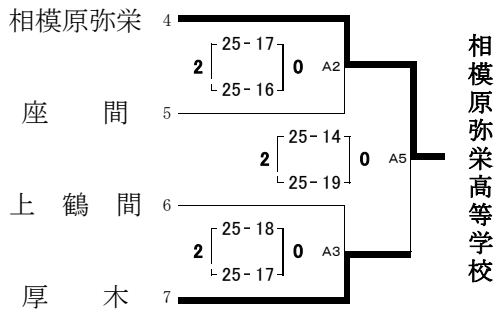 相模原弥栄 4
25-17
2 0 A2
25-16
座間 5
25-14
2 0 A5
25-19
上鶴間 6
25-18
2 0 A3
25-17
厚木 7
相模原弥栄高等学校